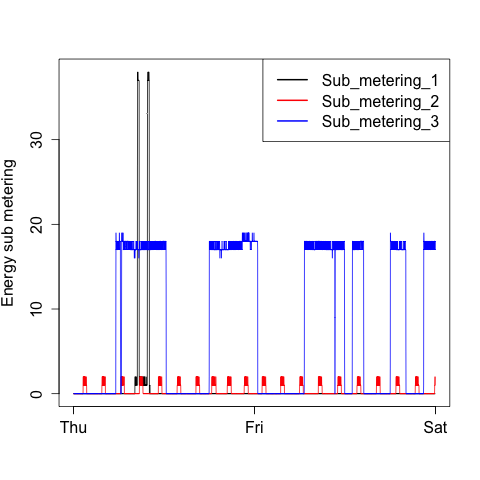 Sub_metering_1
Sub_metering_2
Sub_metering_3
Energy sub metering
30
20
10
0
Thu Fri Sat